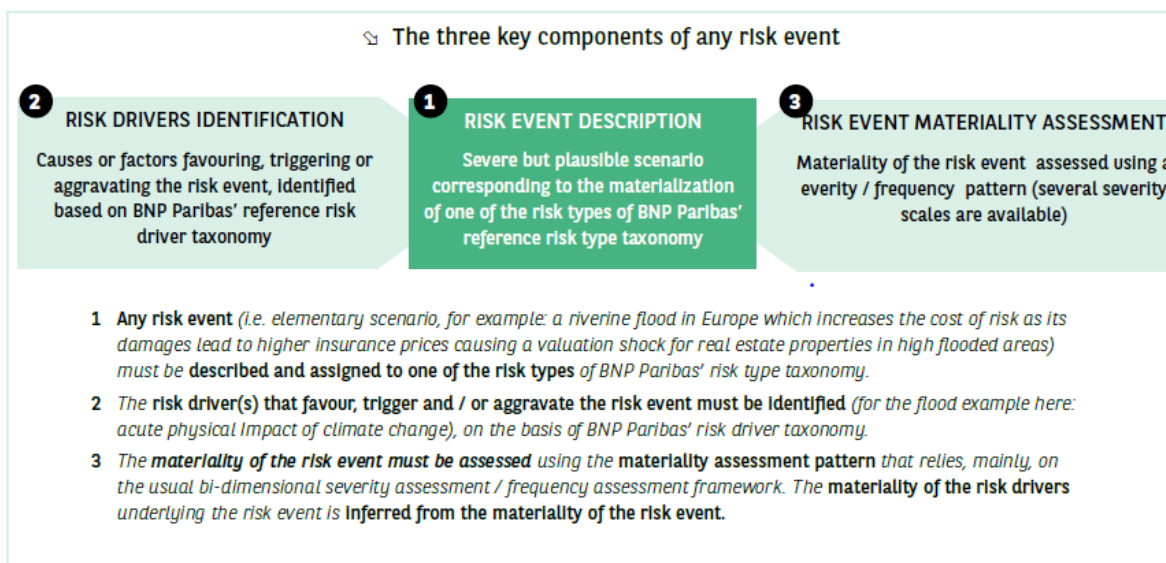 The three key components of any risk event
2
RISK DRIVERS IDENTIFICATION
Causes or factors favouring, triggering or
aggravating the risk event, identified
based on BNP Paribas' reference risk
driver taxonomy
1
RISK EVENT DESCRIPTION
Severe but plausible scenario
corresponding to the materialization
of one of the risk types of BNP Paribas'
reference risk type taxonomy
3
RISK EVENT MATERIALITY ASSESSMENT
Materiality of the risk event assessed using a
everity / frequency pattern (several severity
scales are available)
1 Any risk event (i.e. elementary scenario, for example: a riverine flood in Europe which increases the cost of risk as its
damages lead to higher insurance prices causing a valuation shock for real estate properties in high flooded areas)
must be described and assigned to one of the risk types of BNP Paribas' risk type taxonomy.
2 The risk driver(s) that favour, trigger and / or aggravate the risk event must be identified (for the flood example here:
acute physical impact of climate change), on the basis of BNP Paribas' risk driver taxonomy.
3 The materiality of the risk event must be assessed using the materiality assessment pattern that relies, mainly, on
the usual bi-dimensional severity assessment / frequency assessment framework. The materiality of the risk drivers
underlying the risk event is inferred from the materiality of the risk event.